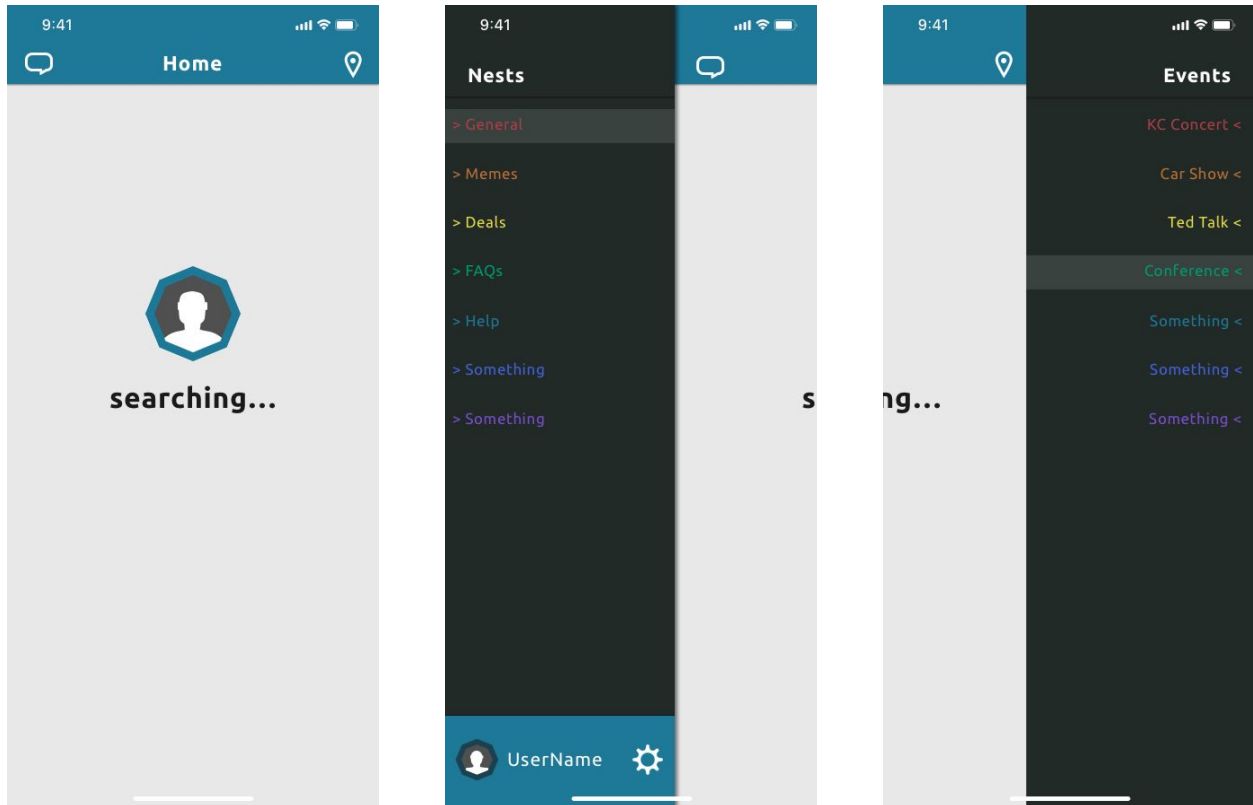 9:41
Home
searching...
9:41
Nests
> General
> Memes
> Deals
> FAQs
> Help
> Something
> Something
UserName
s
9:41
Events
KC Concert <
Car Show <
Ted Talk <
Conference <
Something <
Something <
Something <
ng...